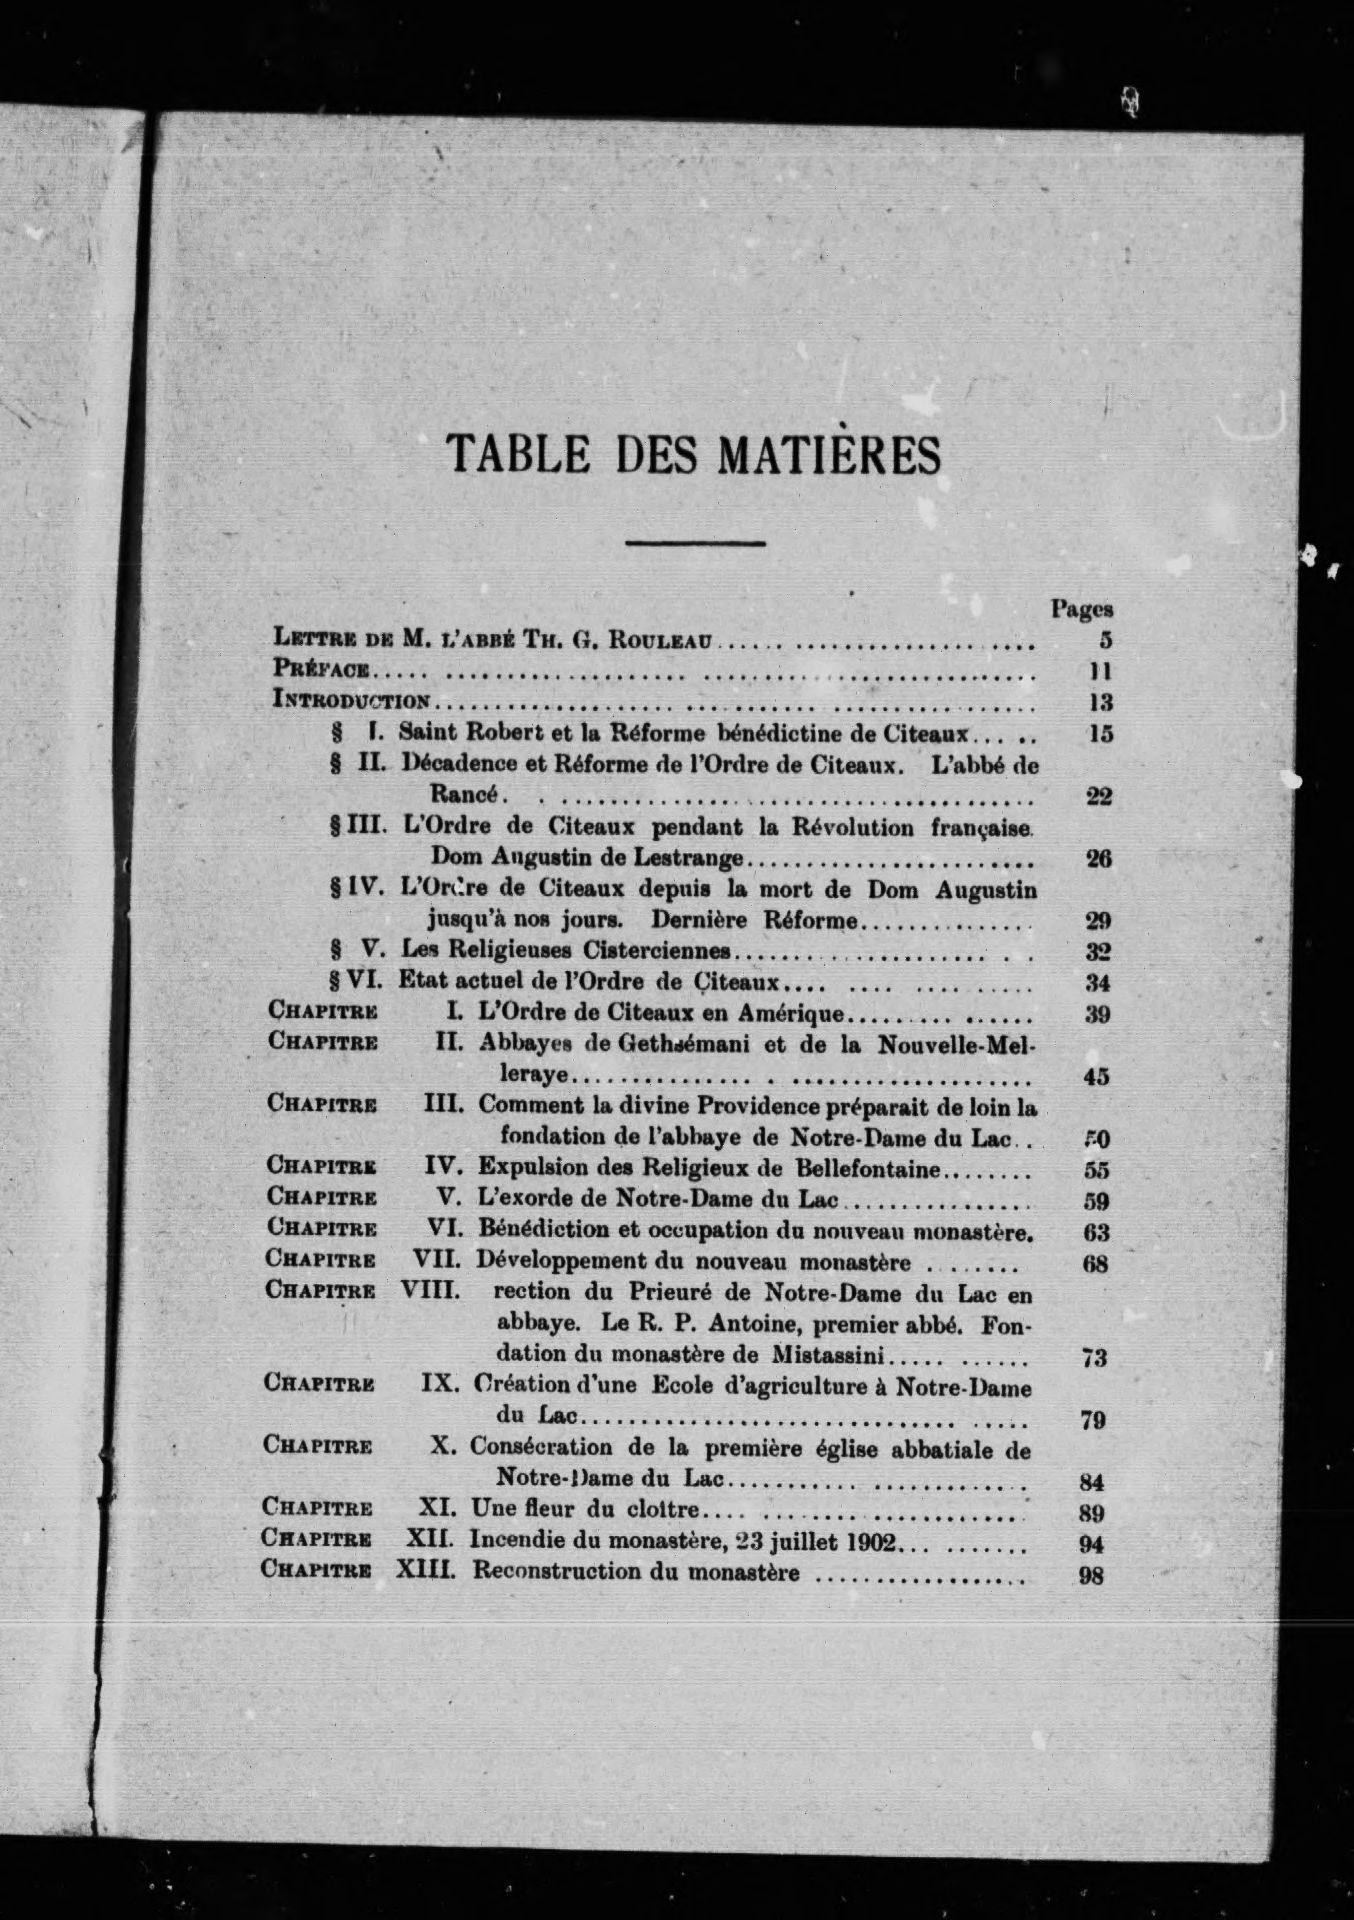 TABLE DES MATIÈRES
Pages
LETTRE DE M. L'ABBÉ TH. G. ROULEAU.................................... 5
PRÉFACE.................................................. 11
INTRODUCTION.............................................. 13
§ I. Saint Robert et la Réforme bénédictine de Citeaux..... 15
§ II. Décadence et Réforme de l'Ordre de Citeaux. L'abbé de
Rancé........................................ 22
§ III. L'Ordre de Citeaux pendant la Révolution française.
Dom Augustin de Lestrange........................ 26
§ IV. L'Ordre de Citeaux depuis la mort de Dom Augustin
jusqu'à nos jours. Dernière Réforme............... 29
§ V. Les Religieuses Cisterciennes........................ 32
§ VI. Etat actuel de l'Ordre de Citeaux................. 34
CHAPITRE I. L'Ordre de Citeaux en Amérique............... 39
CHAPITRE II. Abbayes de Gethsémani et de la Nouvelle-Mel-
leraye.................................... 45
CHAPITRE III. Comment la divine Providence préparait de loin la
fondation de l'abbaye de Notre-Dame du Lac.. 50
CHAPITRE IV. Expulsion des Religieux de Bellefontaine........ 55
CHAPITRE V. L'exorde de Notre-Dame du Lac................ 59
CHAPITRE VI. Bénédiction et occupation du nouveau monastère. 63
CHAPITRE VII. Développement du nouveau monastère ........ 68
CHAPITRE VIII. rection du Prieuré de Notre-Dame du Lac en
abbaye. Le R. P. Antoine, premier abbé. Fon-
dation du monastère de Mistassini........... 73
CHAPITRE IX. Création d'une Ecole d'agriculture à Notre-Dame
du Lac.................................... 79
CHAPITRE X. Consécration de la première église abbatiale de
Notre-Dame du Lac........................ 84
CHAPITRE XI. Une fleur du cloître.......................... 89
CHAPITRE XII. Incendie du monastère, 23 juillet 1902.......... 94
CHAPITRE XIII. Reconstruction du monastère .................. 98